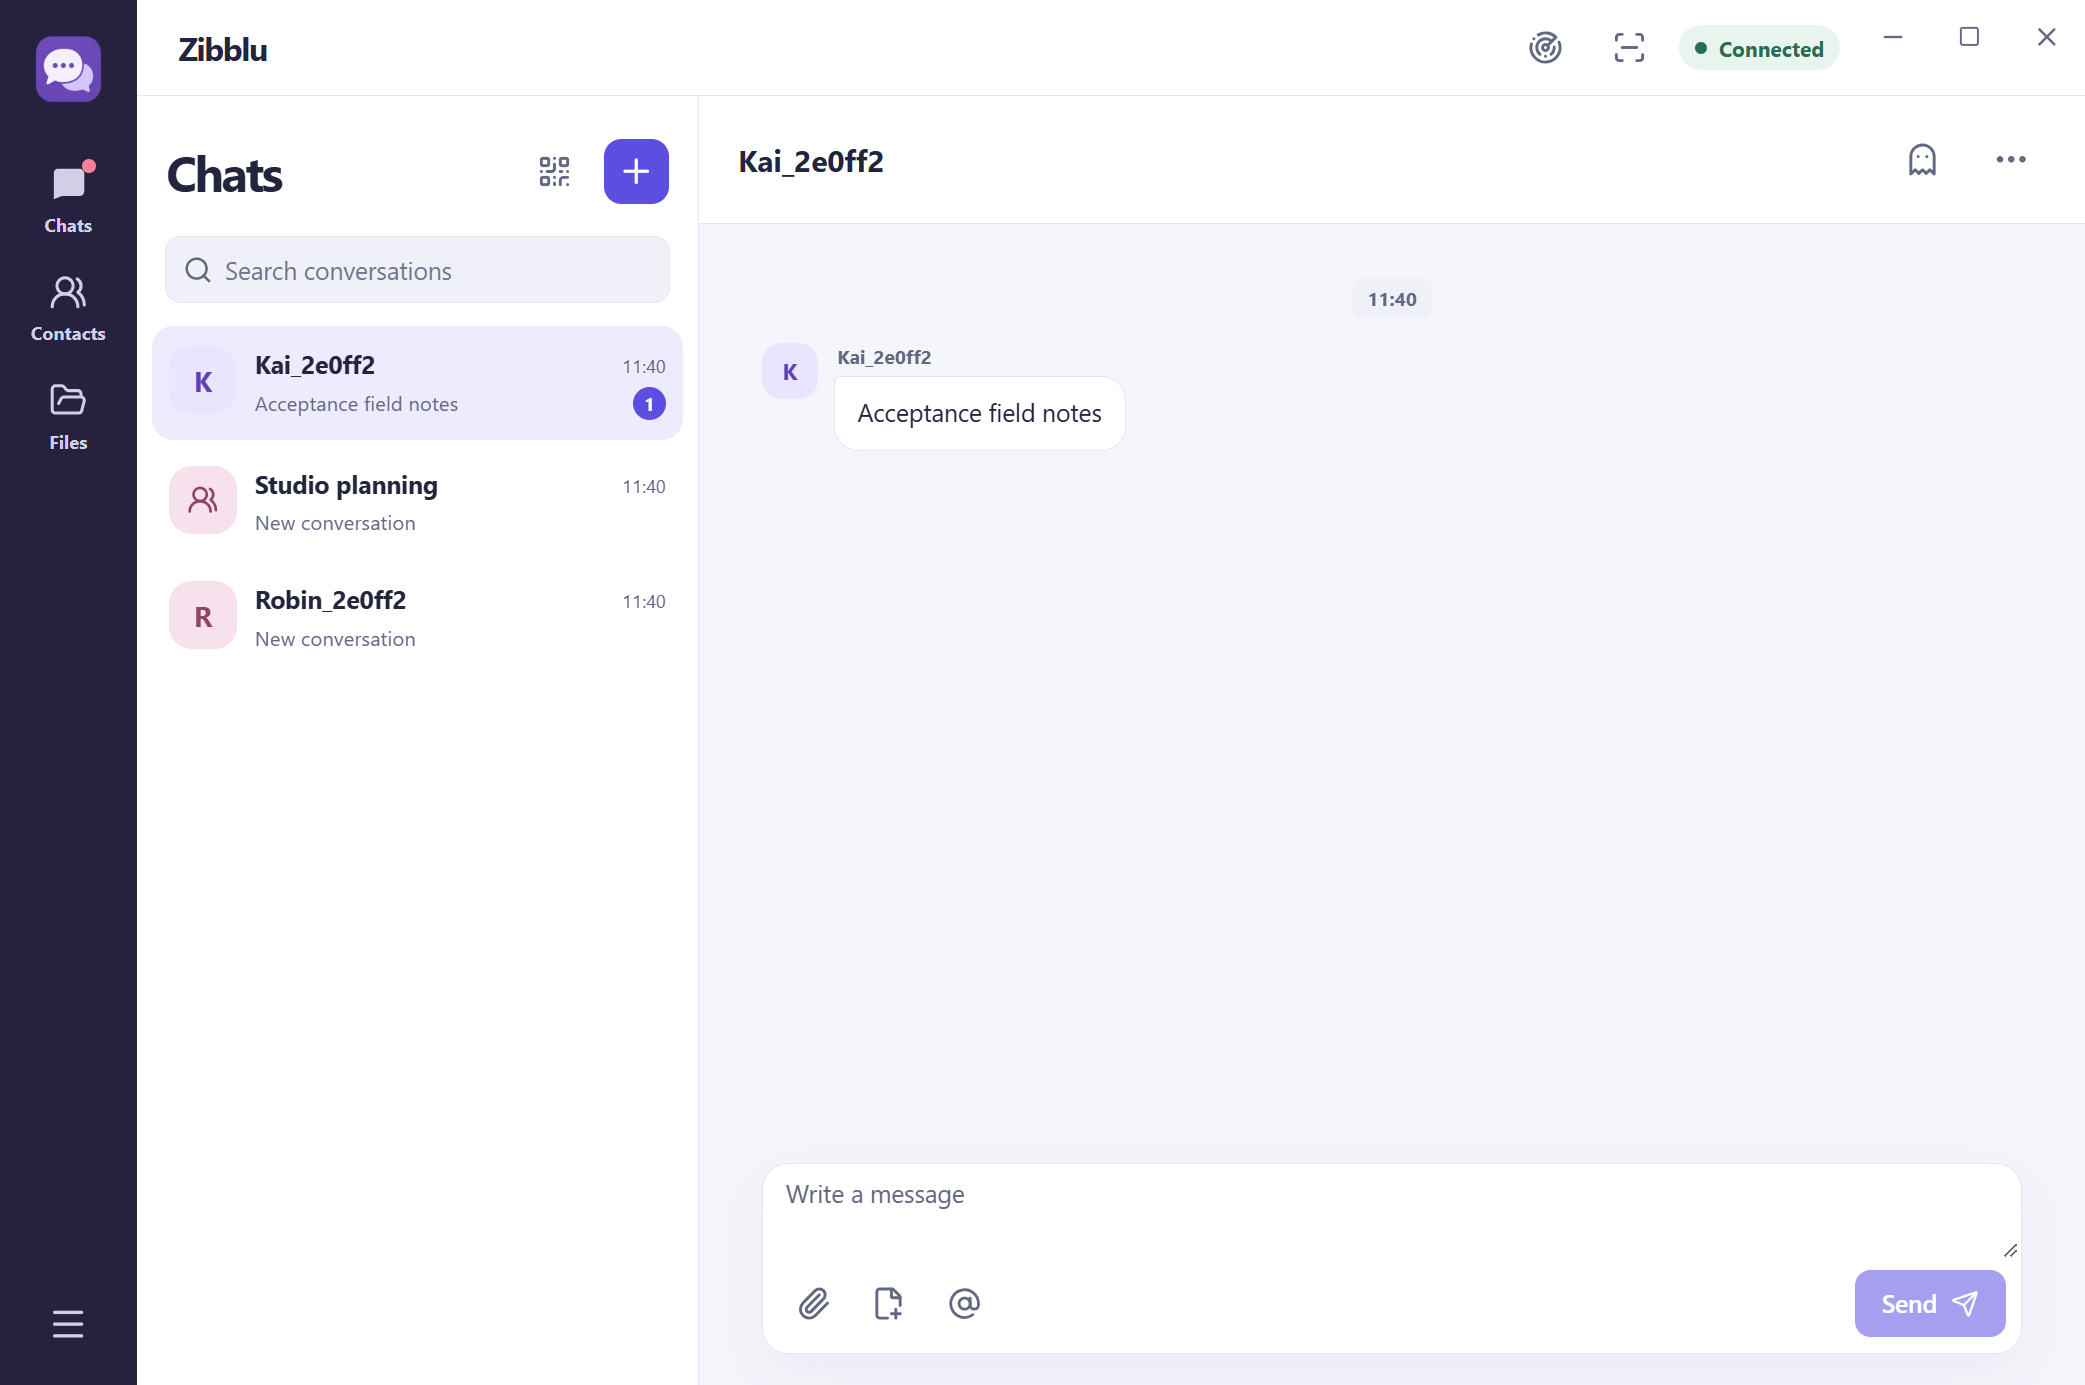 Zibblu
Connected
Chats
Contacts
Files
Chats
Search conversations
K
Kai_2e0ff2
11:40
Acceptance field notes
1
Studio planning
11:40
New conversation
R
Robin_2e0ff2
11:40
New conversation
Kai_2e0ff2
11:40
K
Kai_2e0ff2
Acceptance field notes
Write a message
Send